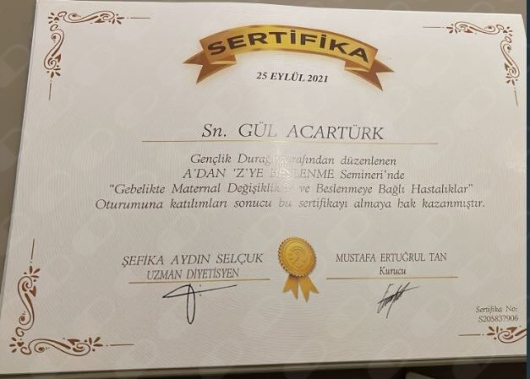 SERTİFİKA
25 EYLÜL 2021
Sn. GÜL ACARTÜRK
Gençlik Durağı tarafından düzenlenen
A'DAN 'Z'YE BESLENME Semineri'nde
"Gebelikte Maternal Değişiklikler ve Beslenmeye Bağlı Hastalıklar"
Oturumuna katılımları sonucu bu sertifikayı almaya hak kazanmıştır.
ŞEFİKA AYDIN SELÇUK
UZMAN DİYETİSYEN
MUSTAFA ERTUĞRUL TAN
Kurucu
Sertifika No:
S205837906